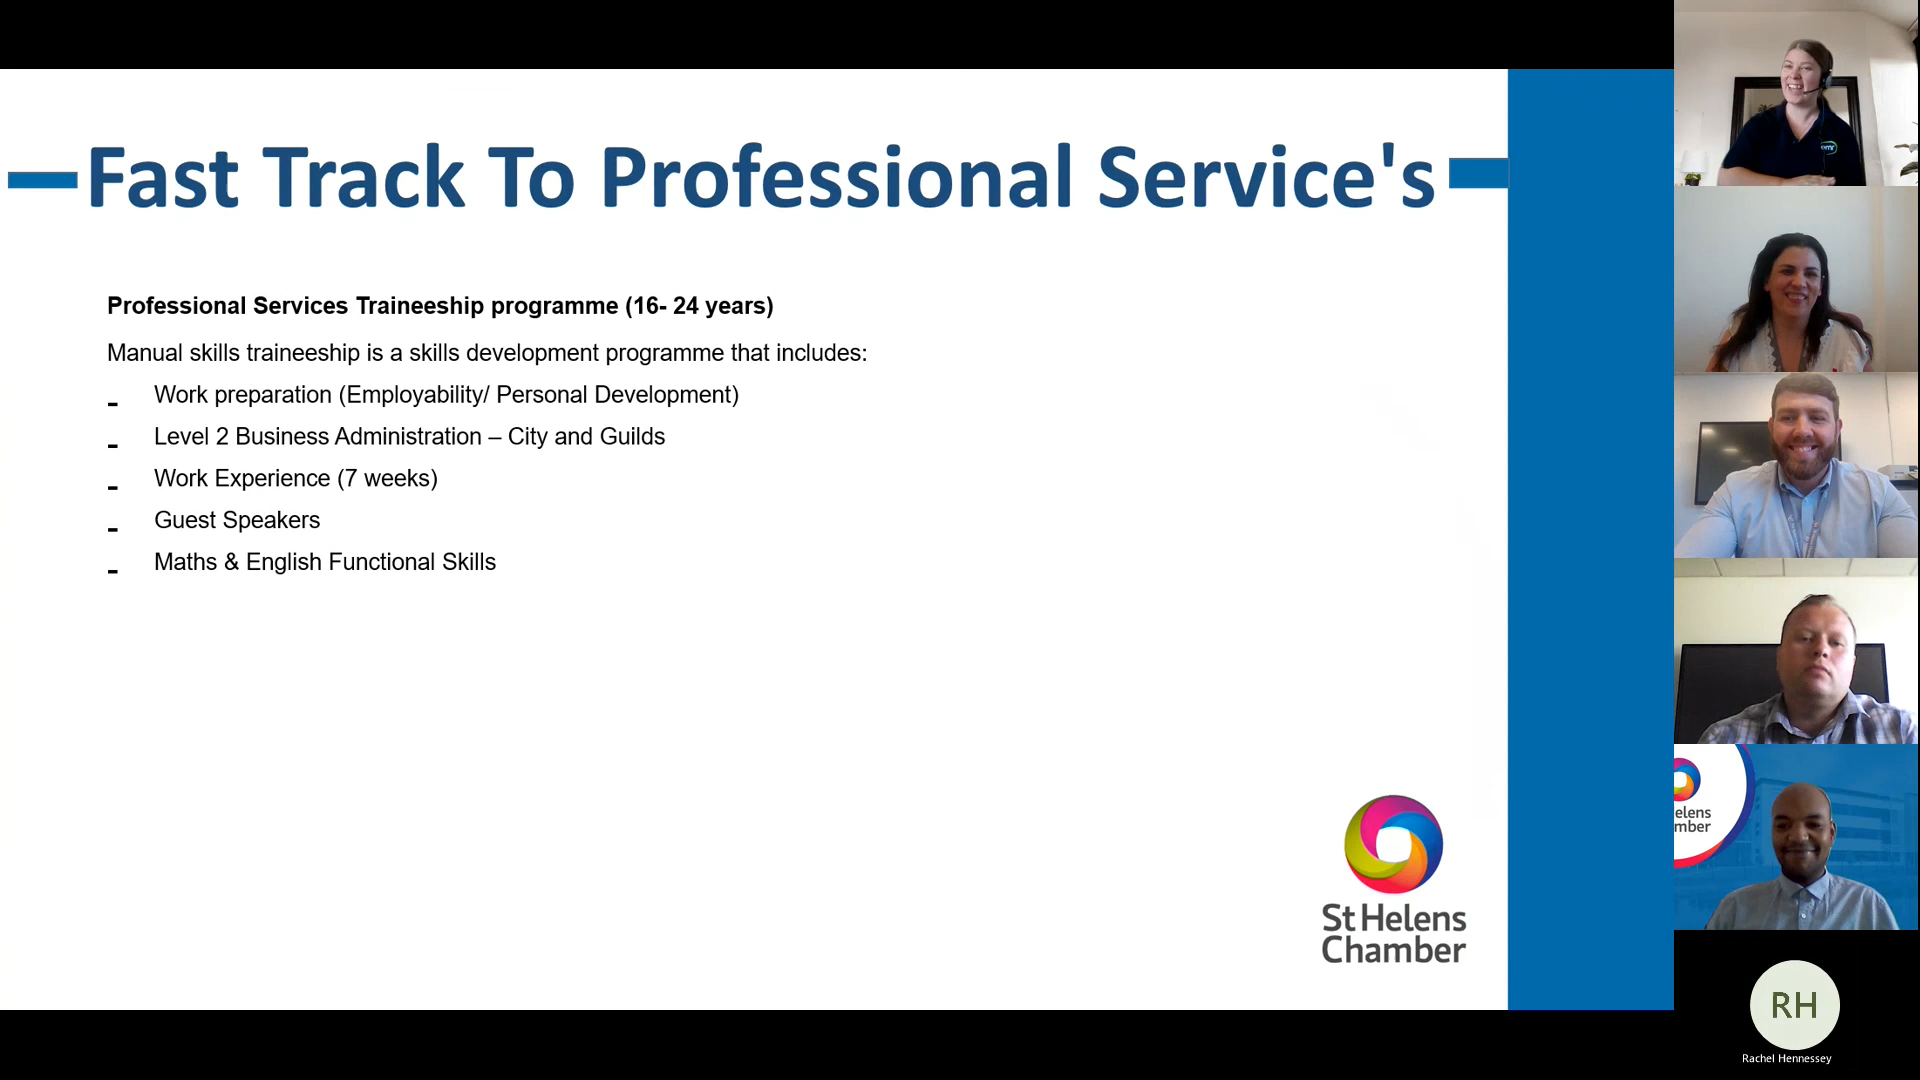 Fast Track To Professional Service's
Professional Services Traineeship programme (16- 24 years)
Manual skills traineeship is a skills development programme that includes:
- Work preparation (Employability/ Personal Development)
- Level 2 Business Administration – City and Guilds
- Work Experience (7 weeks)
- Guest Speakers
- Maths & English Functional Skills
St Helens
Chamber
elens
mber
RH
Rachel Hennessey